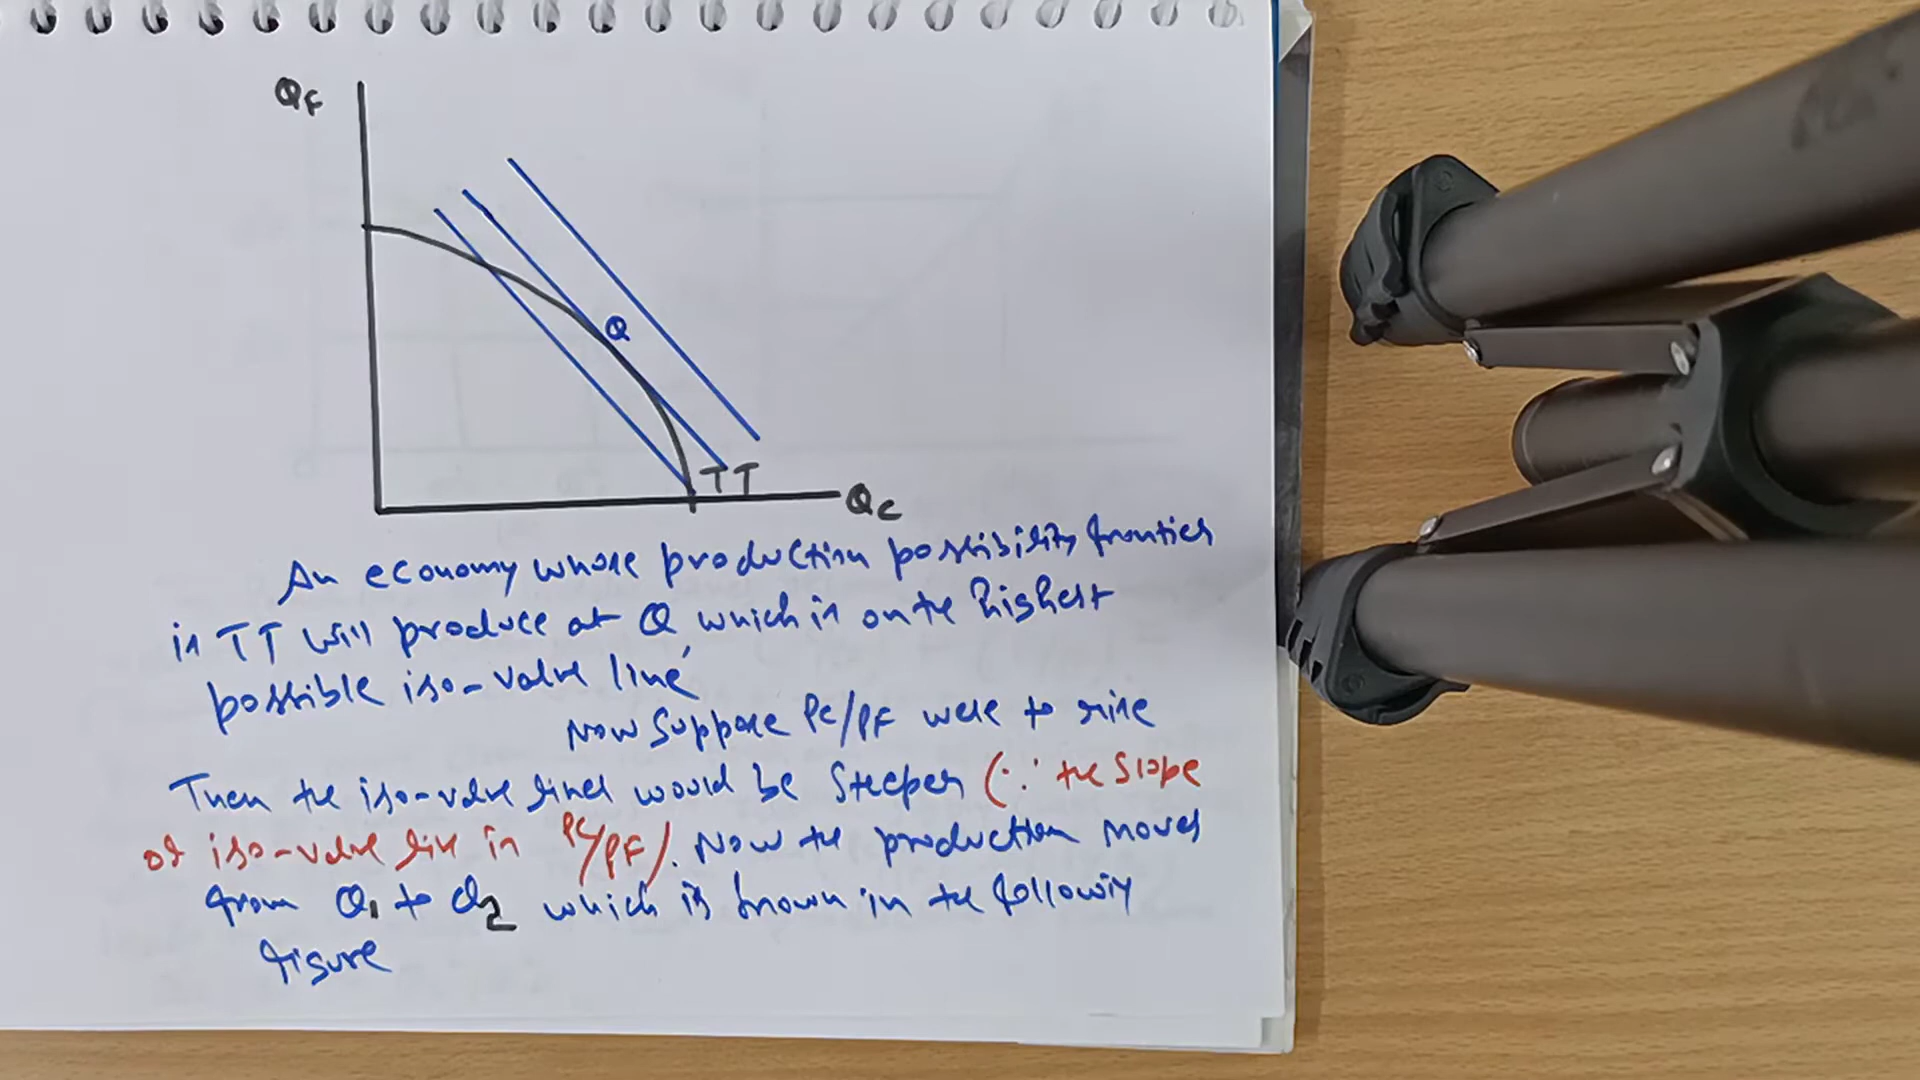 QF
Q
TT
Qc
An economy whose production possibility frontier
is TT will produce at Q which is on the highest
possible iso-value line
Now suppose Pc/PF were to rise
Then the iso-value lines would be steeper (∵ the slope
of iso-value line is Pc/PF). Now the production moves
from Q1 to Q2 which is shown in the following
figure